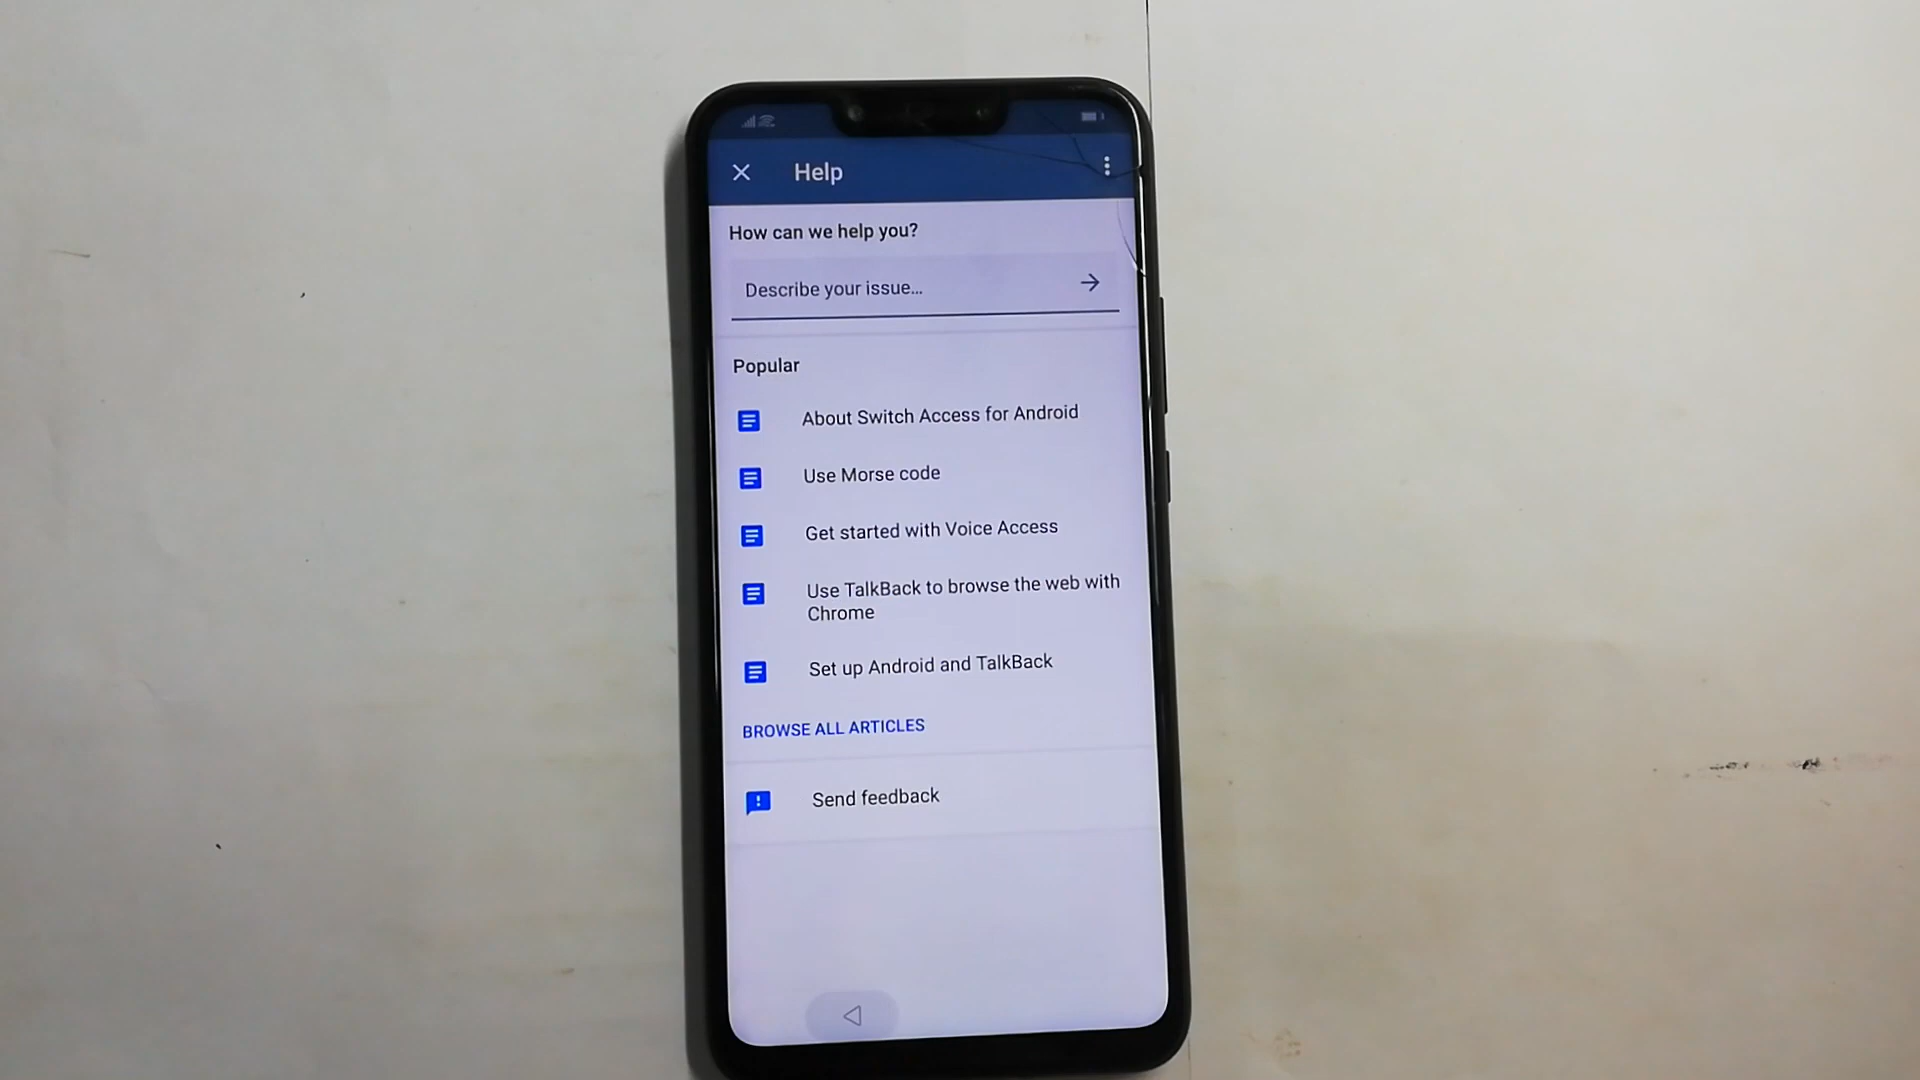 Help
How can we help you?
Describe your issue...
Popular
About Switch Access for Android
Use Morse code
Get started with Voice Access
Use TalkBack to browse the web with
Chrome
Set up Android and TalkBack
BROWSE ALL ARTICLES
Send feedback